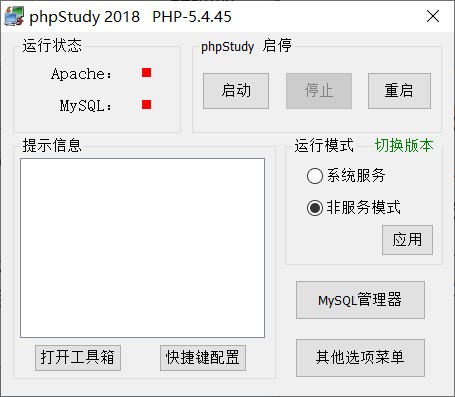 phpStudy 2018 PHP-5.4.45
运行状态
Apache:
MySQL:
phpStudy 启停
启动 停止 重启
提示信息
运行模式 切换版本
系统服务
非服务模式
应用
MySQL管理器
打开工具箱 快捷键配置
其他选项菜单